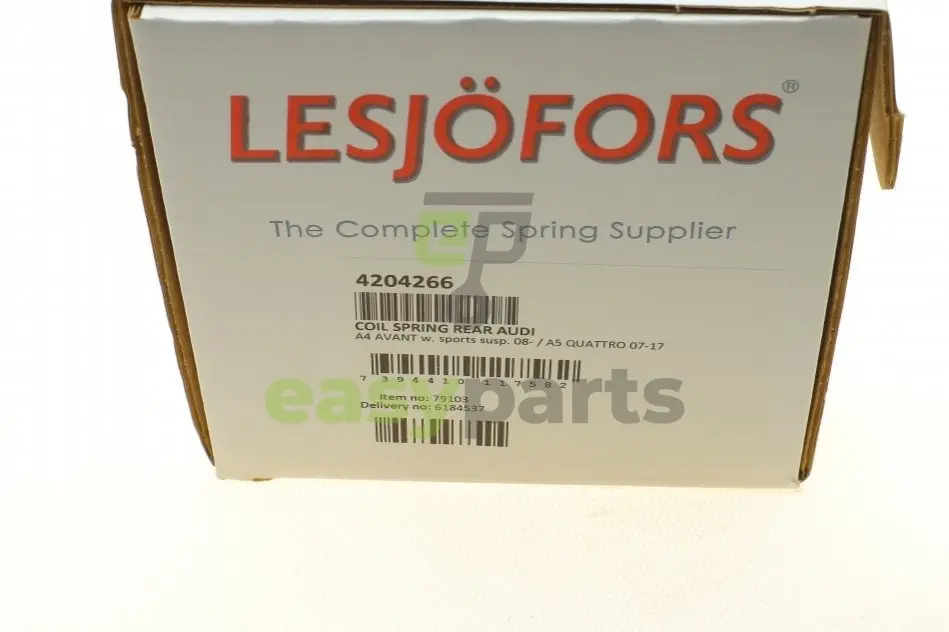 LESJÖFORS®
The Complete Spring Supplier
4204266
COIL SPRING REAR AUDI
A4 AVANT w. sports susp. 08- / A5 QUATTRO 07-17
7 394410 117582
Item no: 79103
Delivery no: 6184537
easyparts